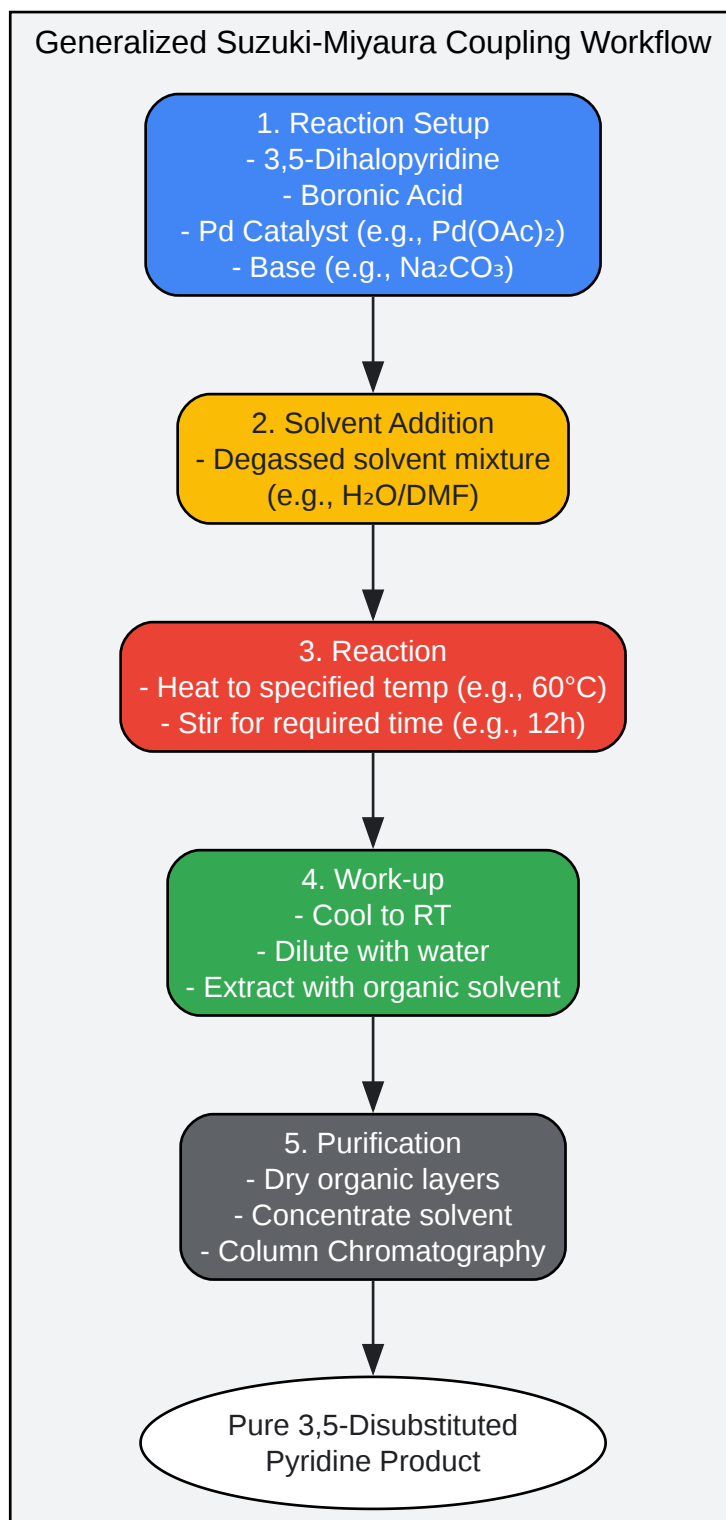 Generalized Suzuki-Miyaura Coupling Workflow
1. Reaction Setup
- 3,5-Dihalopyridine
- Boronic Acid
- Pd Catalyst (e.g., Pd(OAc)₂)
- Base (e.g., Na₂CO₃)
2. Solvent Addition
- Degassed solvent mixture
(e.g., H₂O/DMF)
3. Reaction
- Heat to specified temp (e.g., 60°C)
- Stir for required time (e.g., 12h)
4. Work-up
- Cool to RT
- Dilute with water
- Extract with organic solvent
5. Purification
- Dry organic layers
- Concentrate solvent
- Column Chromatography
Pure 3,5-Disubstituted
Pyridine Product